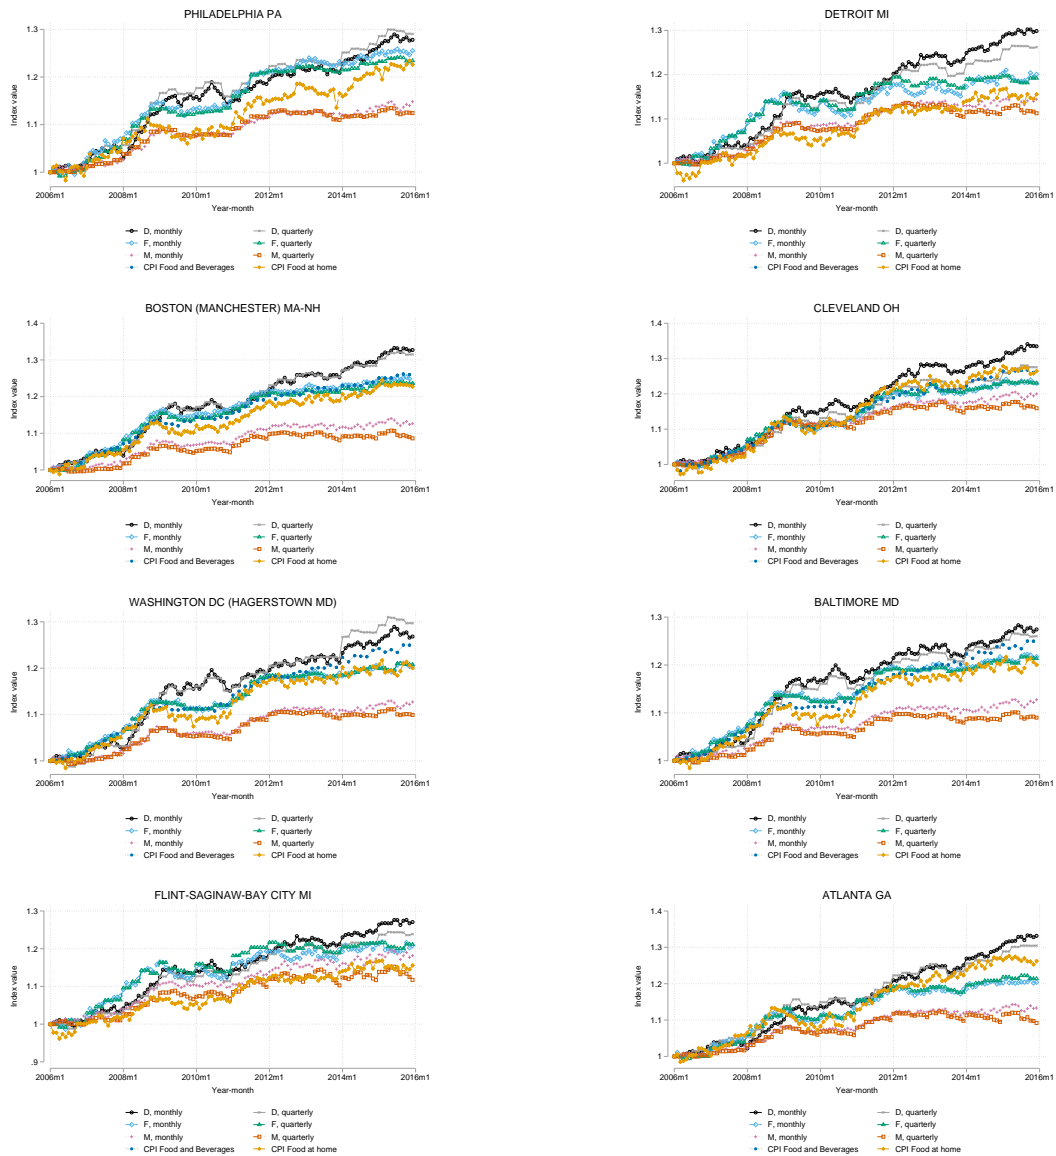 PHILADELPHIA PA
1.3
1.2
1.1
1
Index value
2006m1 2008m1 2010m1 2012m1 2014m1 2016m1
Year-month
D, monthly D, quarterly
F, monthly F, quarterly
M, monthly M, quarterly
CPI Food and Beverages CPI Food at home
DETROIT MI
1.3
1.2
1.1
1
Index value
2006m1 2008m1 2010m1 2012m1 2014m1 2016m1
Year-month
D, monthly D, quarterly
F, monthly F, quarterly
M, monthly M, quarterly
CPI Food and Beverages CPI Food at home
BOSTON (MANCHESTER) MA-NH
1.4
1.3
1.2
1.1
1
Index value
2006m1 2008m1 2010m1 2012m1 2014m1 2016m1
Year-month
D, monthly D, quarterly
F, monthly F, quarterly
M, monthly M, quarterly
CPI Food and Beverages CPI Food at home
CLEVELAND OH
1.4
1.3
1.2
1.1
1
Index value
2006m1 2008m1 2010m1 2012m1 2014m1 2016m1
Year-month
D, monthly D, quarterly
F, monthly F, quarterly
M, monthly M, quarterly
CPI Food and Beverages CPI Food at home
WASHINGTON DC (HAGERSTOWN MD)
1.3
1.2
1.1
1
Index value
2006m1 2008m1 2010m1 2012m1 2014m1 2016m1
Year-month
D, monthly D, quarterly
F, monthly F, quarterly
M, monthly M, quarterly
CPI Food and Beverages CPI Food at home
BALTIMORE MD
1.3
1.2
1.1
1
Index value
2006m1 2008m1 2010m1 2012m1 2014m1 2016m1
Year-month
D, monthly D, quarterly
F, monthly F, quarterly
M, monthly M, quarterly
CPI Food and Beverages CPI Food at home
FLINT-SAGINAW-BAY CITY MI
1.3
1.2
1.1
1
.9
Index value
2006m1 2008m1 2010m1 2012m1 2014m1 2016m1
Year-month
D, monthly D, quarterly
F, monthly F, quarterly
M, monthly M, quarterly
CPI Food and Beverages CPI Food at home
ATLANTA GA
1.4
1.3
1.2
1.1
1
Index value
2006m1 2008m1 2010m1 2012m1 2014m1 2016m1
Year-month
D, monthly D, quarterly
F, monthly F, quarterly
M, monthly M, quarterly
CPI Food and Beverages CPI Food at home